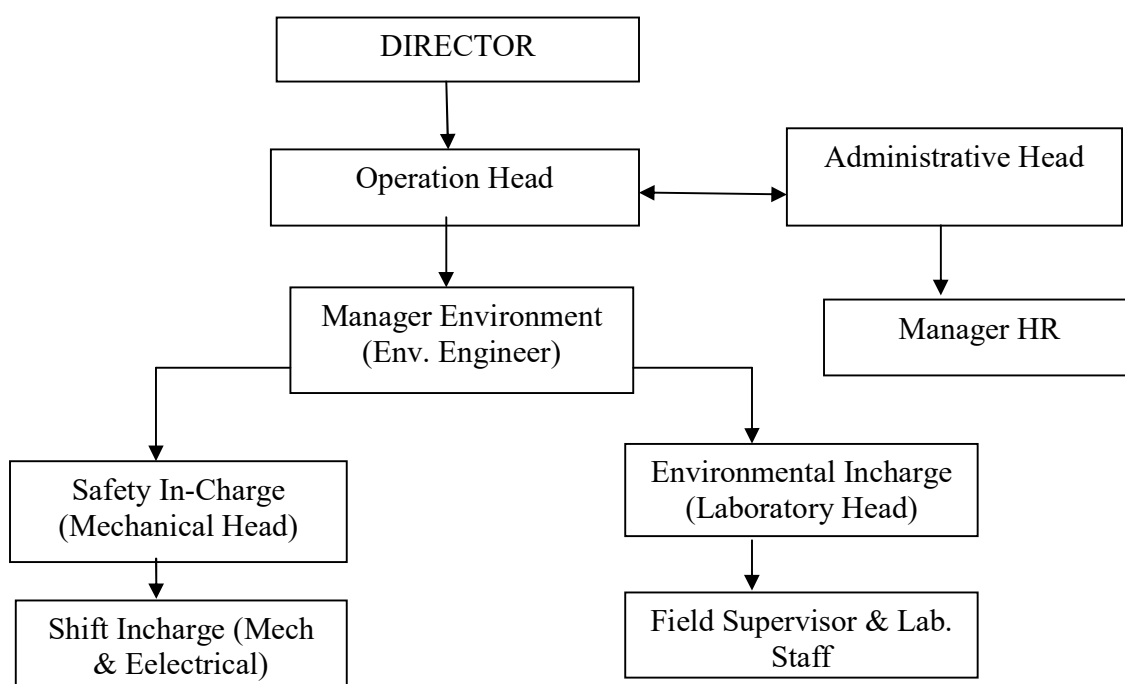 DIRECTOR
Operation Head
Administrative Head
Manager Environment
(Env. Engineer)
Manager HR
Safety In-Charge
(Mechanical Head)
Environmental Incharge
(Laboratory Head)
Shift Incharge (Mech
& Eelectrical)
Field Supervisor & Lab.
Staff